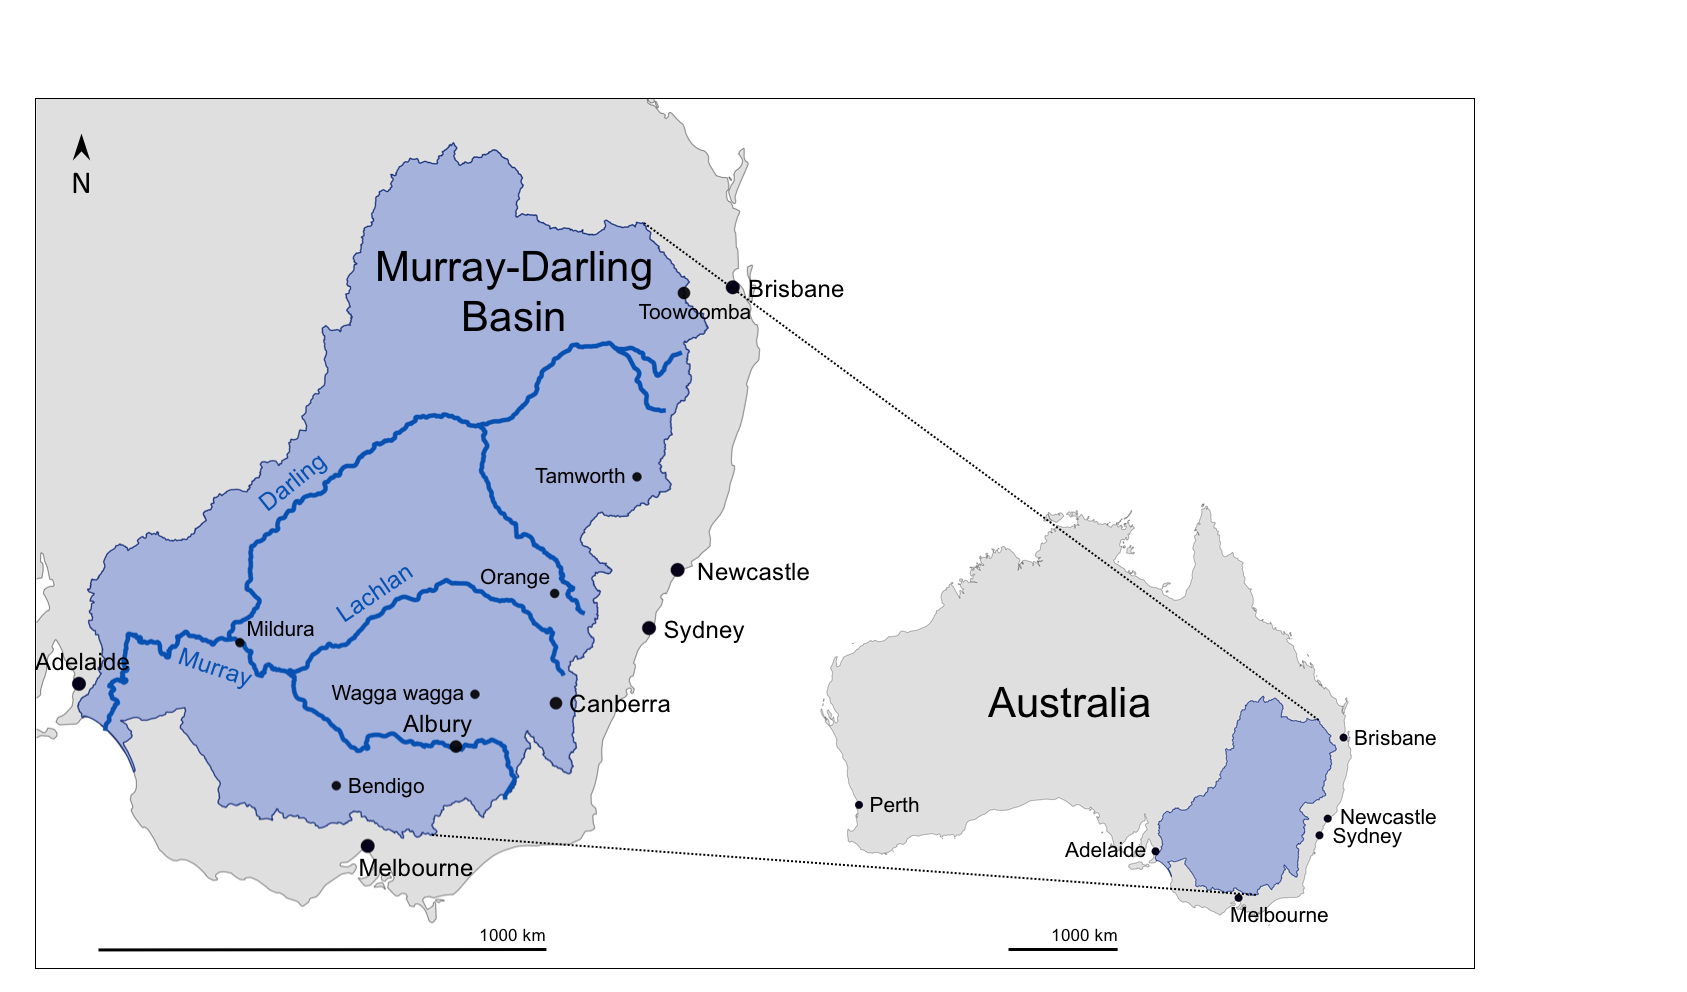 N
Murray-Darling
Basin
Brisbane
Toowoomba
Darling
Tamworth
Newcastle
Lachlan
Orange
Mildura
Sydney
Adelaide
Murray
Wagga wagga
Canberra
Albury
Bendigo
Melbourne
1000 km
Australia
Brisbane
Perth
Newcastle
Sydney
Adelaide
Melbourne
1000 km